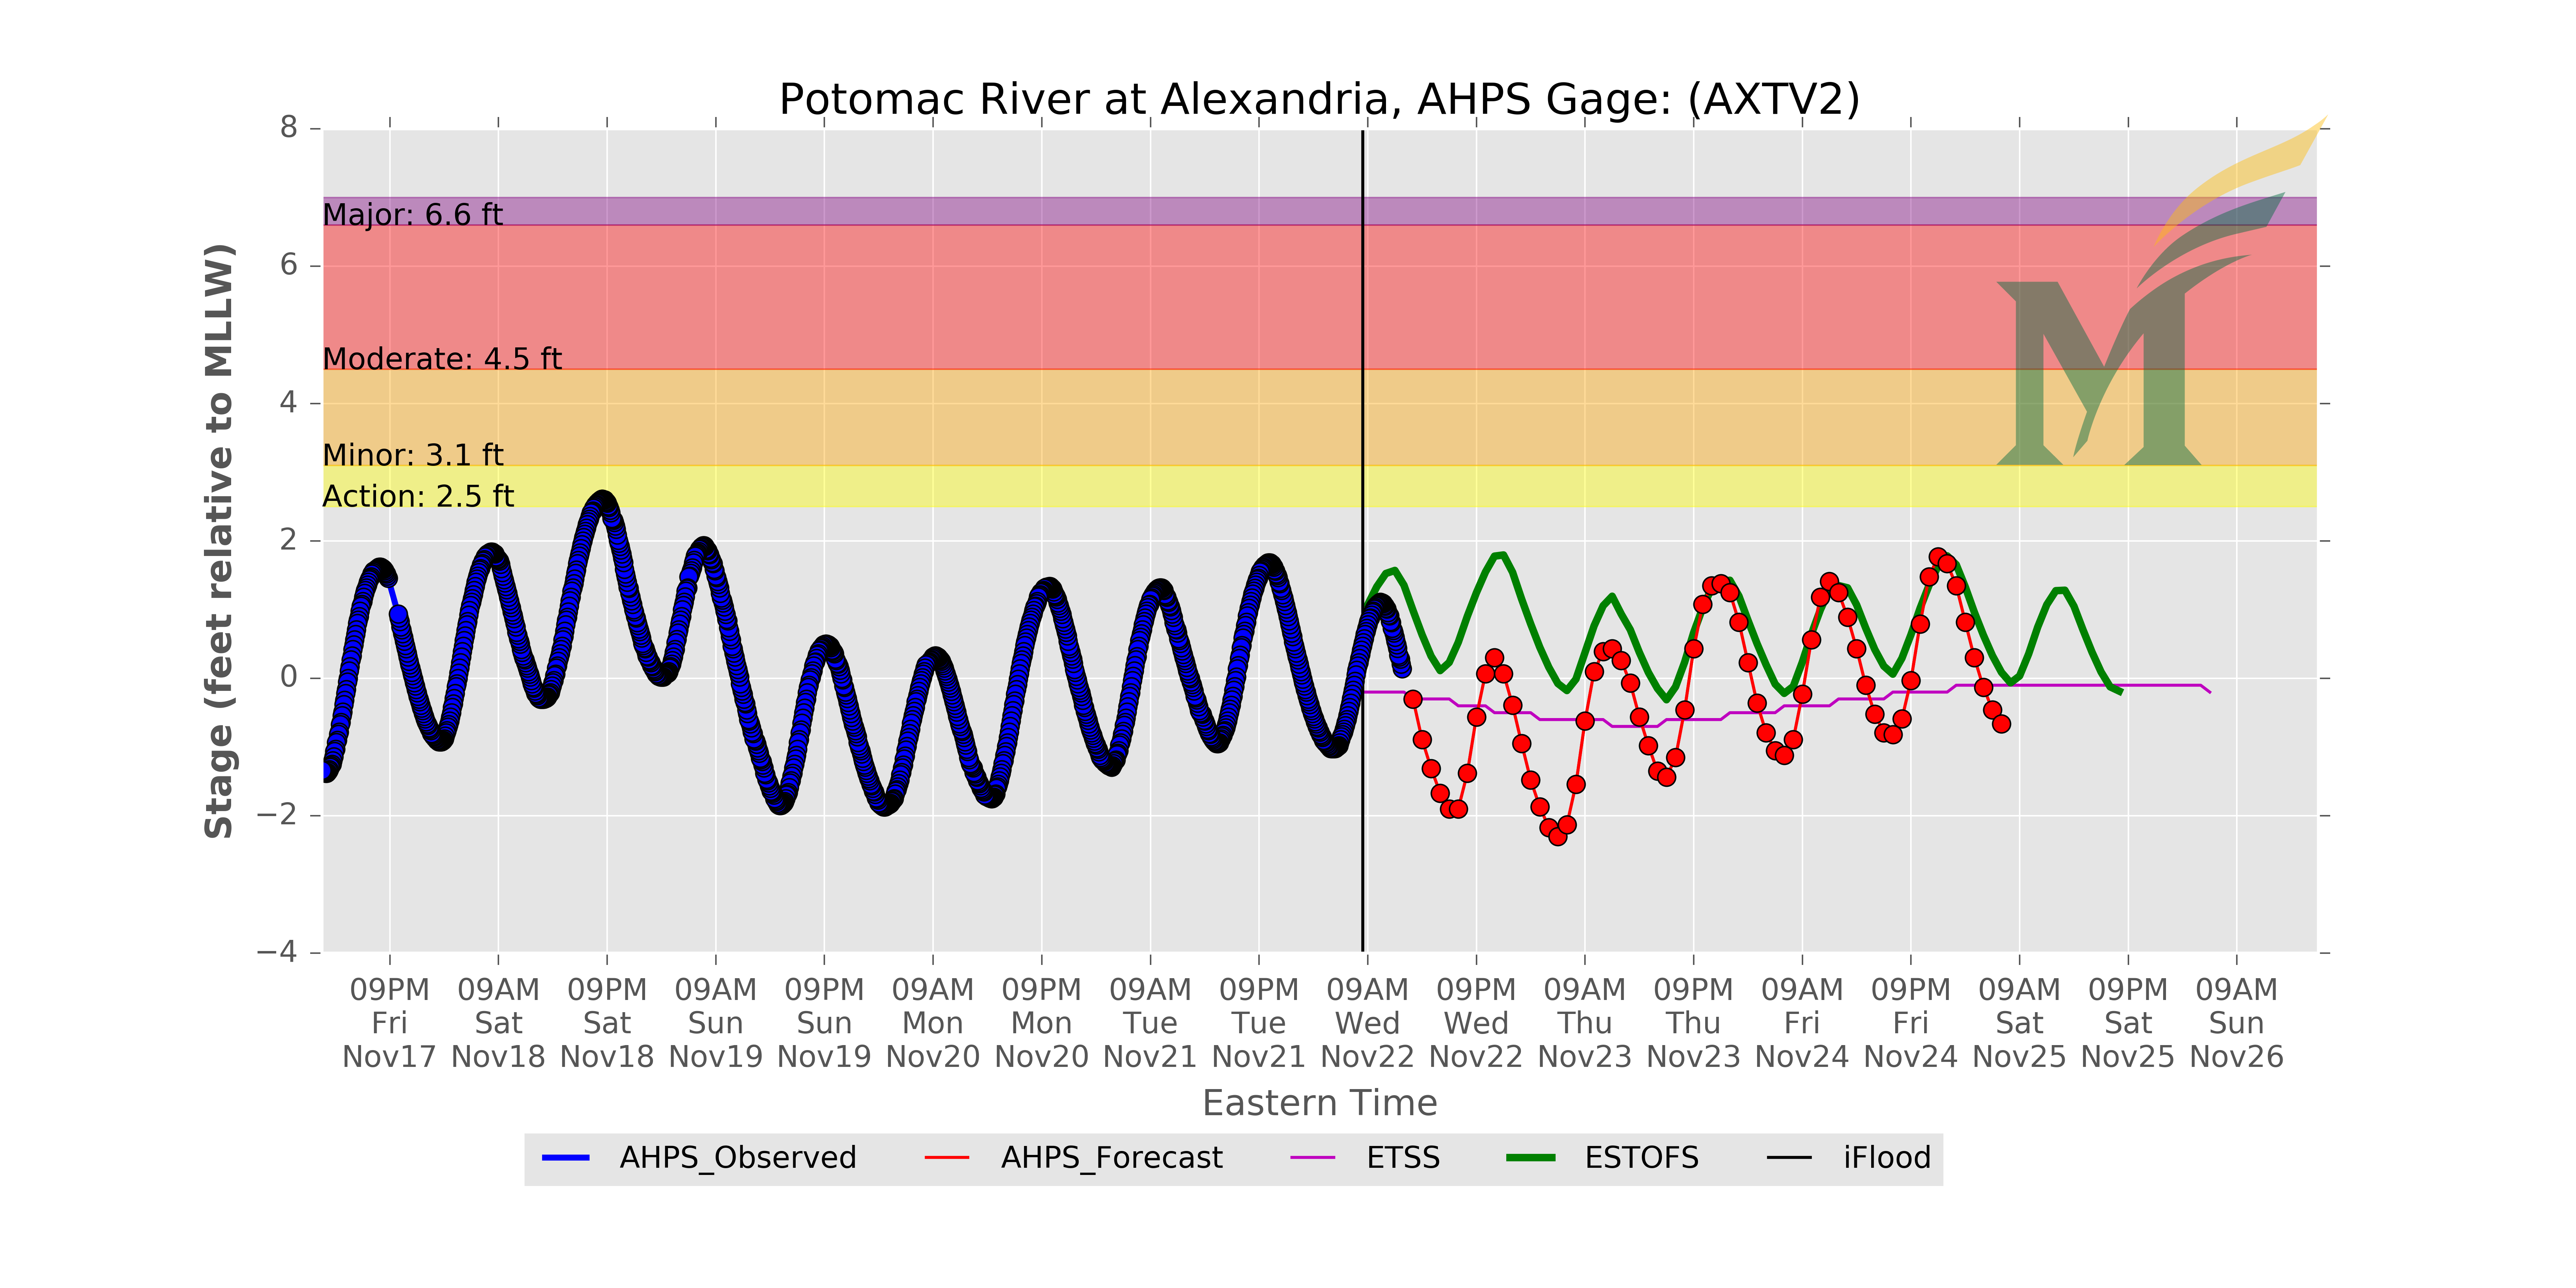 Potomac River at Alexandria, AHPS Gage: (AXTV2)
Stage (feet relative to MLLW)
8
6
4
2
0
−2
−4
Major: 6.6 ft
Moderate: 4.5 ft
Minor: 3.1 ft
Action: 2.5 ft
M
09PM 09AM 09PM 09AM 09PM 09AM 09PM 09AM 09PM 09AM 09PM 09AM 09PM 09AM 09PM 09AM 09PM 09AM
Fri Sat Sat Sun Sun Mon Mon Tue Tue Wed Wed Thu Thu Fri Fri Sat Sat Sun
Nov17 Nov18 Nov18 Nov19 Nov19 Nov20 Nov20 Nov21 Nov21 Nov22 Nov22 Nov23 Nov23 Nov24 Nov24 Nov25 Nov25 Nov26
Eastern Time
AHPS_Observed AHPS_Forecast ETSS ESTOFS iFlood